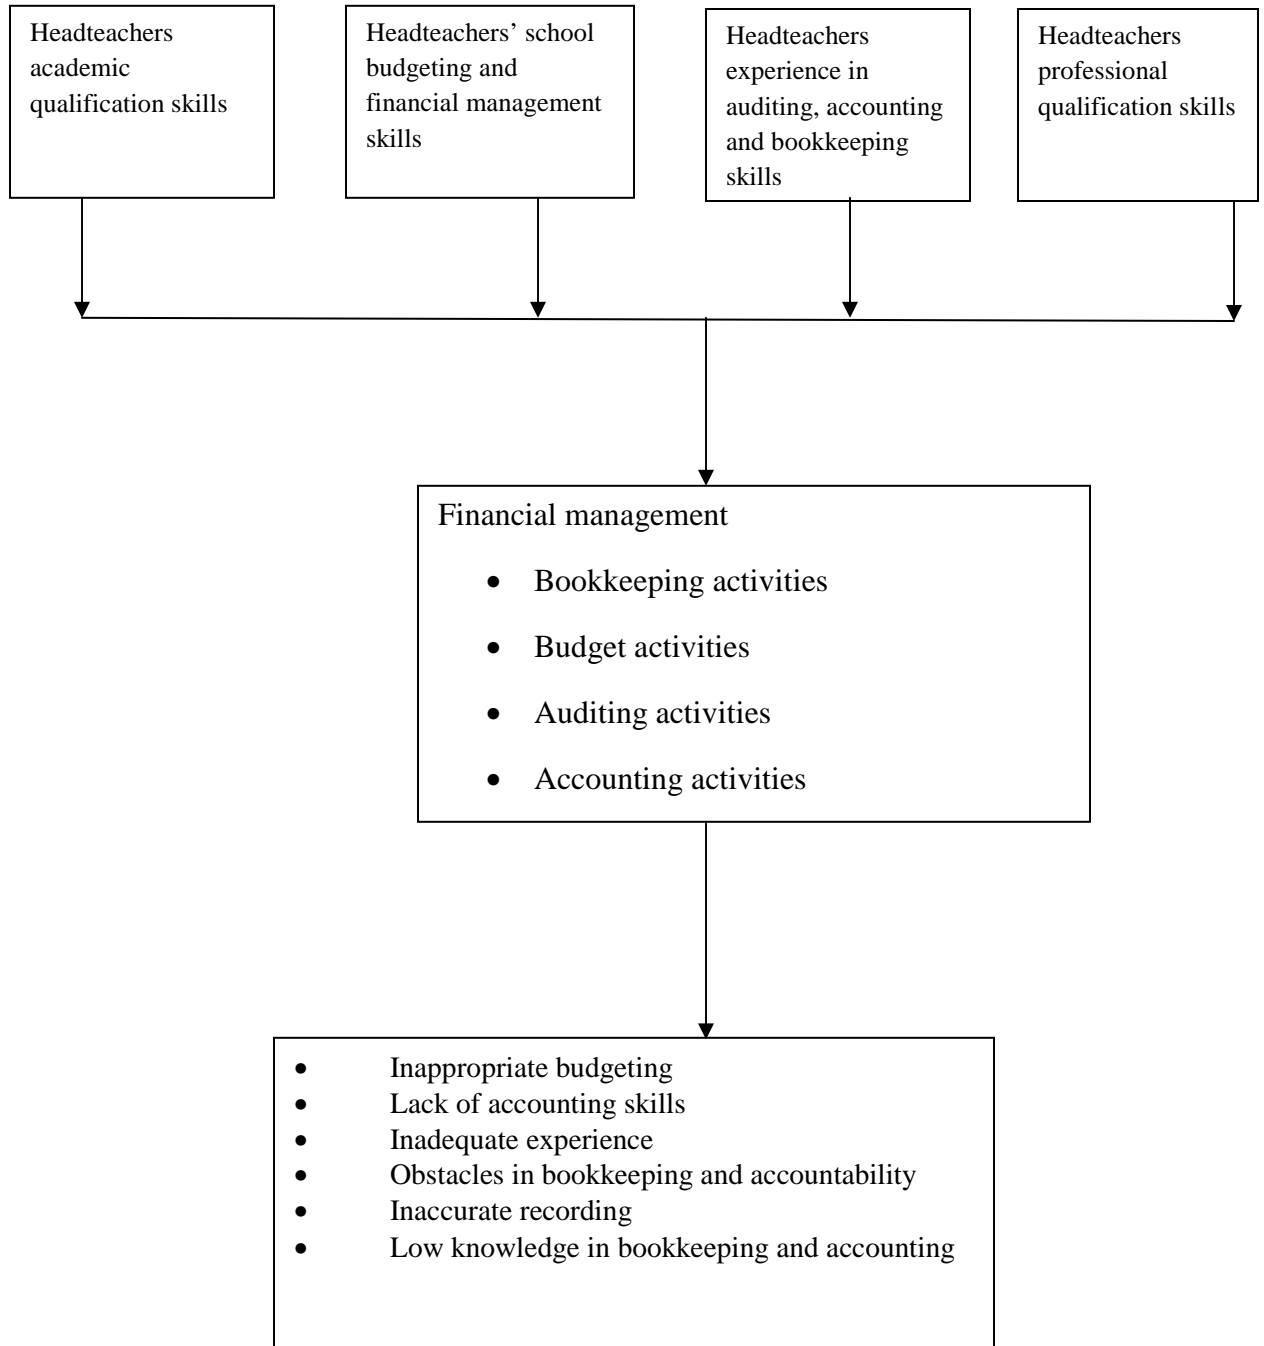 Headteachers
academic
qualification skills
Headteachers’ school
budgeting and
financial management
skills
Headteachers
experience in
auditing, accounting
and bookkeeping
skills
Headteachers
professional
qualification skills
Financial management
• Bookkeeping activities
• Budget activities
• Auditing activities
• Accounting activities
• Inappropriate budgeting
• Lack of accounting skills
• Inadequate experience
• Obstacles in bookkeeping and accountability
• Inaccurate recording
• Low knowledge in bookkeeping and accounting